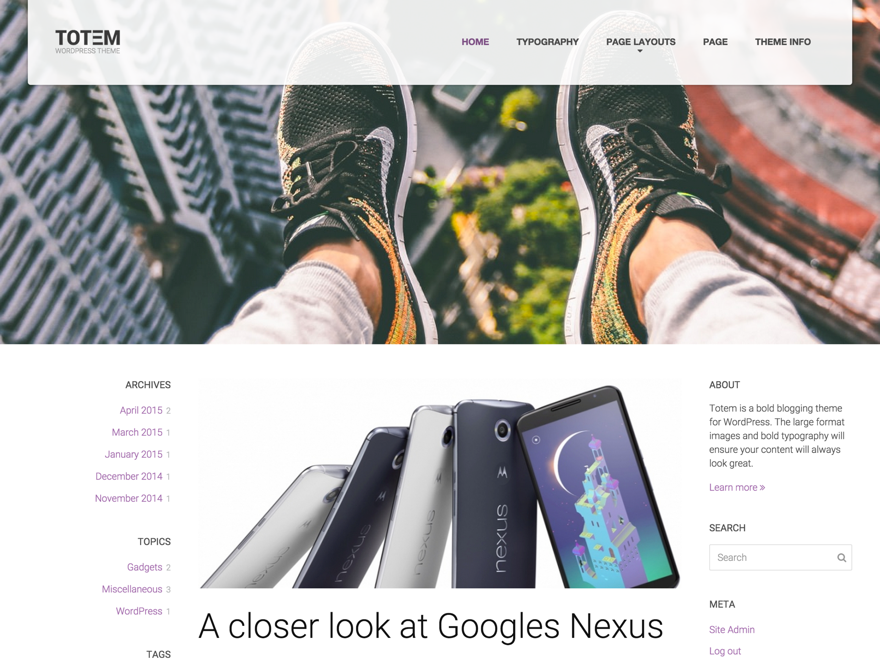 TOTEM
WORDPRESS THEME
HOME TYPOGRAPHY PAGE LAYOUTS PAGE THEME INFO
ARCHIVES
April 2015 2
March 2015 1
January 2015 1
December 2014 1
November 2014 1
TOPICS
Gadgets 2
Miscellaneous 3
WordPress 1
TAGS
nexus
nexus
nexus
nexus
A closer look at Googles Nexus
ABOUT
Totem is a bold blogging theme
for WordPress. The large format
images and bold typography will
ensure your content will always
look great.
Learn more »
SEARCH
Search
META
Site Admin
Log out